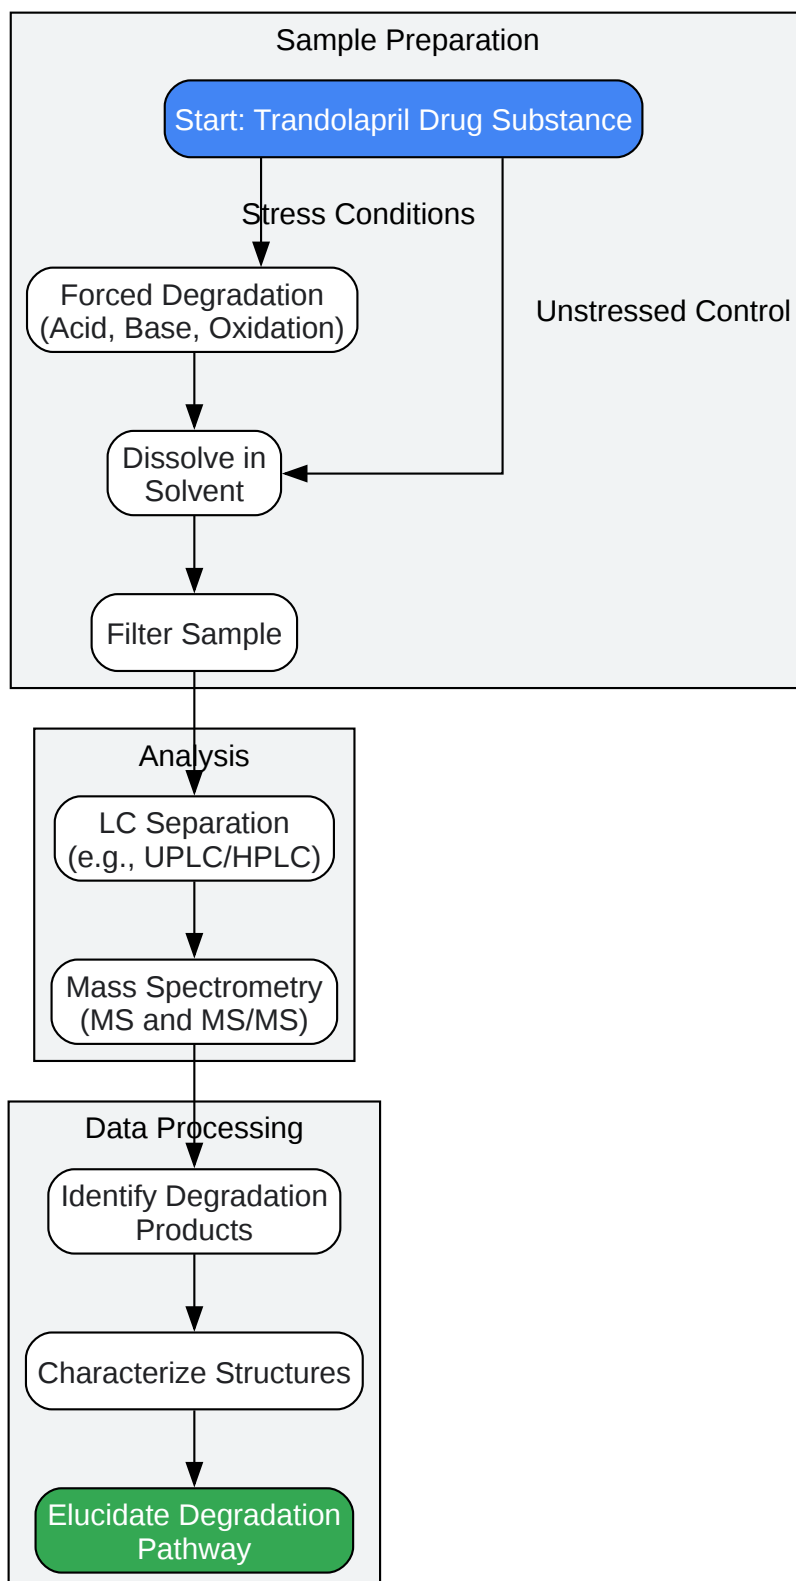 Sample Preparation
Start: Trandolapril Drug Substance
Stress Conditions
Forced Degradation
(Acid, Base, Oxidation)
Unstressed Control
Dissolve in
Solvent
Filter Sample
Analysis
LC Separation
(e.g., UPLC/HPLC)
Mass Spectrometry
(MS and MS/MS)
Data Processing
Identify Degradation
Products
Characterize Structures
Elucidate Degradation
Pathway